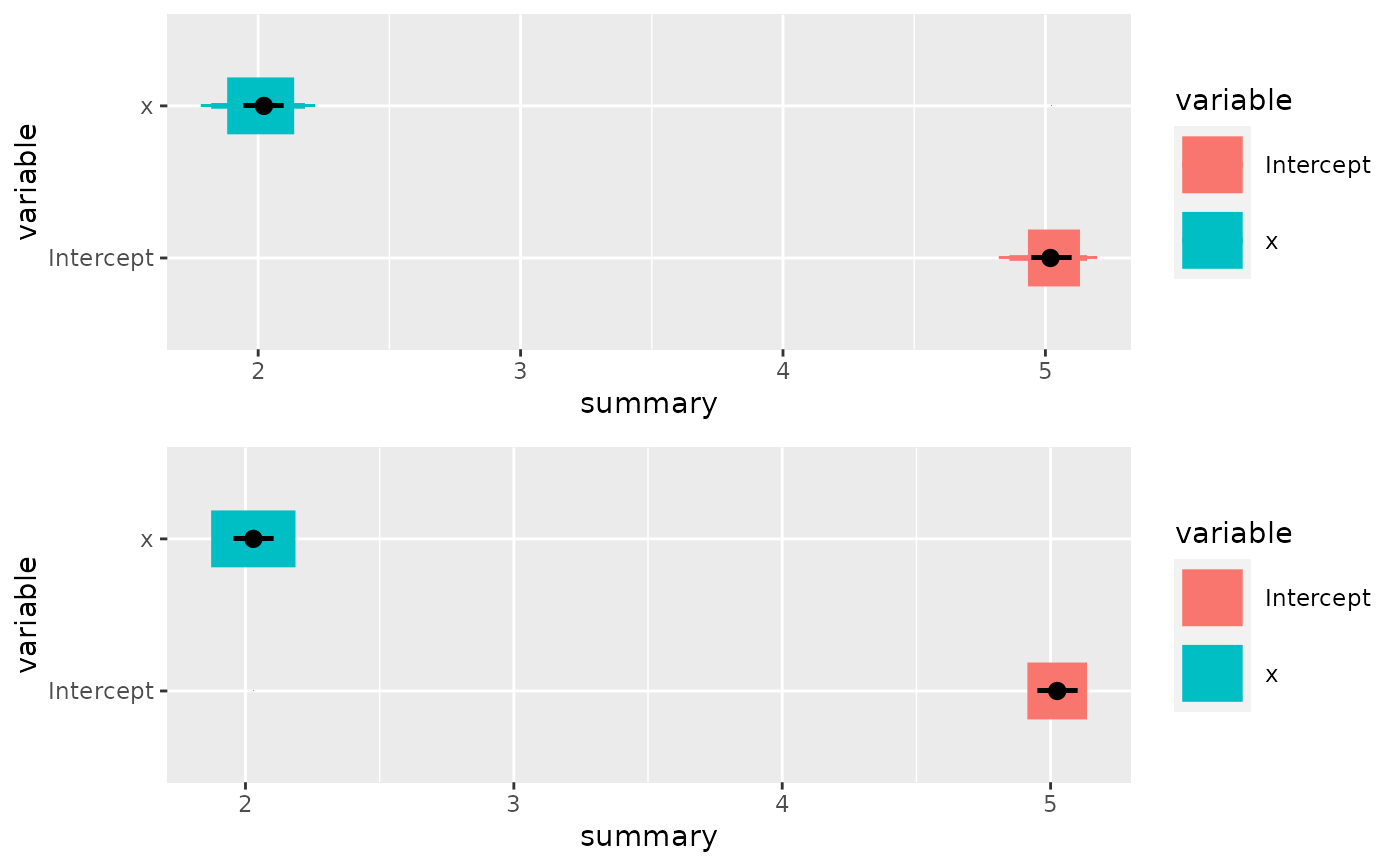 variable
x
Intercept
2 3 4 5
summary
variable
Intercept
x
variable
x
Intercept
2 3 4 5
summary
variable
Intercept
x